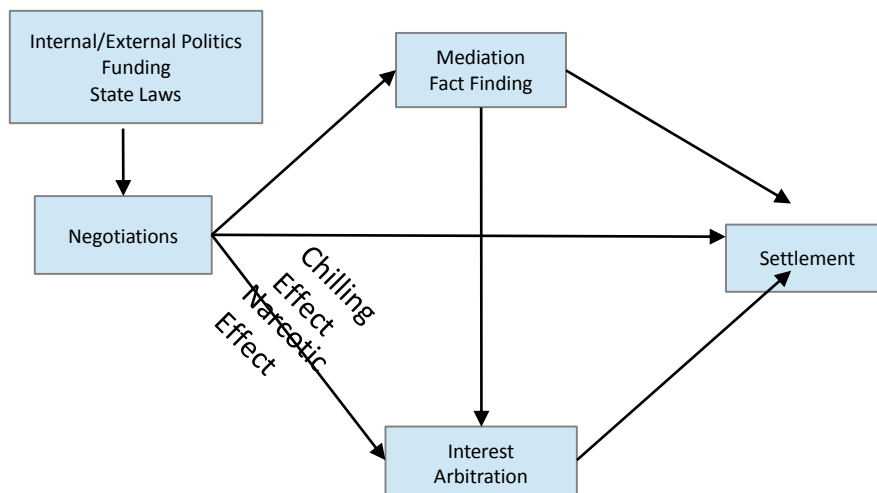 Internal/External Politics
Funding
State Laws
Mediation
Fact Finding
Negotiations
Chilling
Effect
Narcotic
Effect
Settlement
Interest
Arbitration